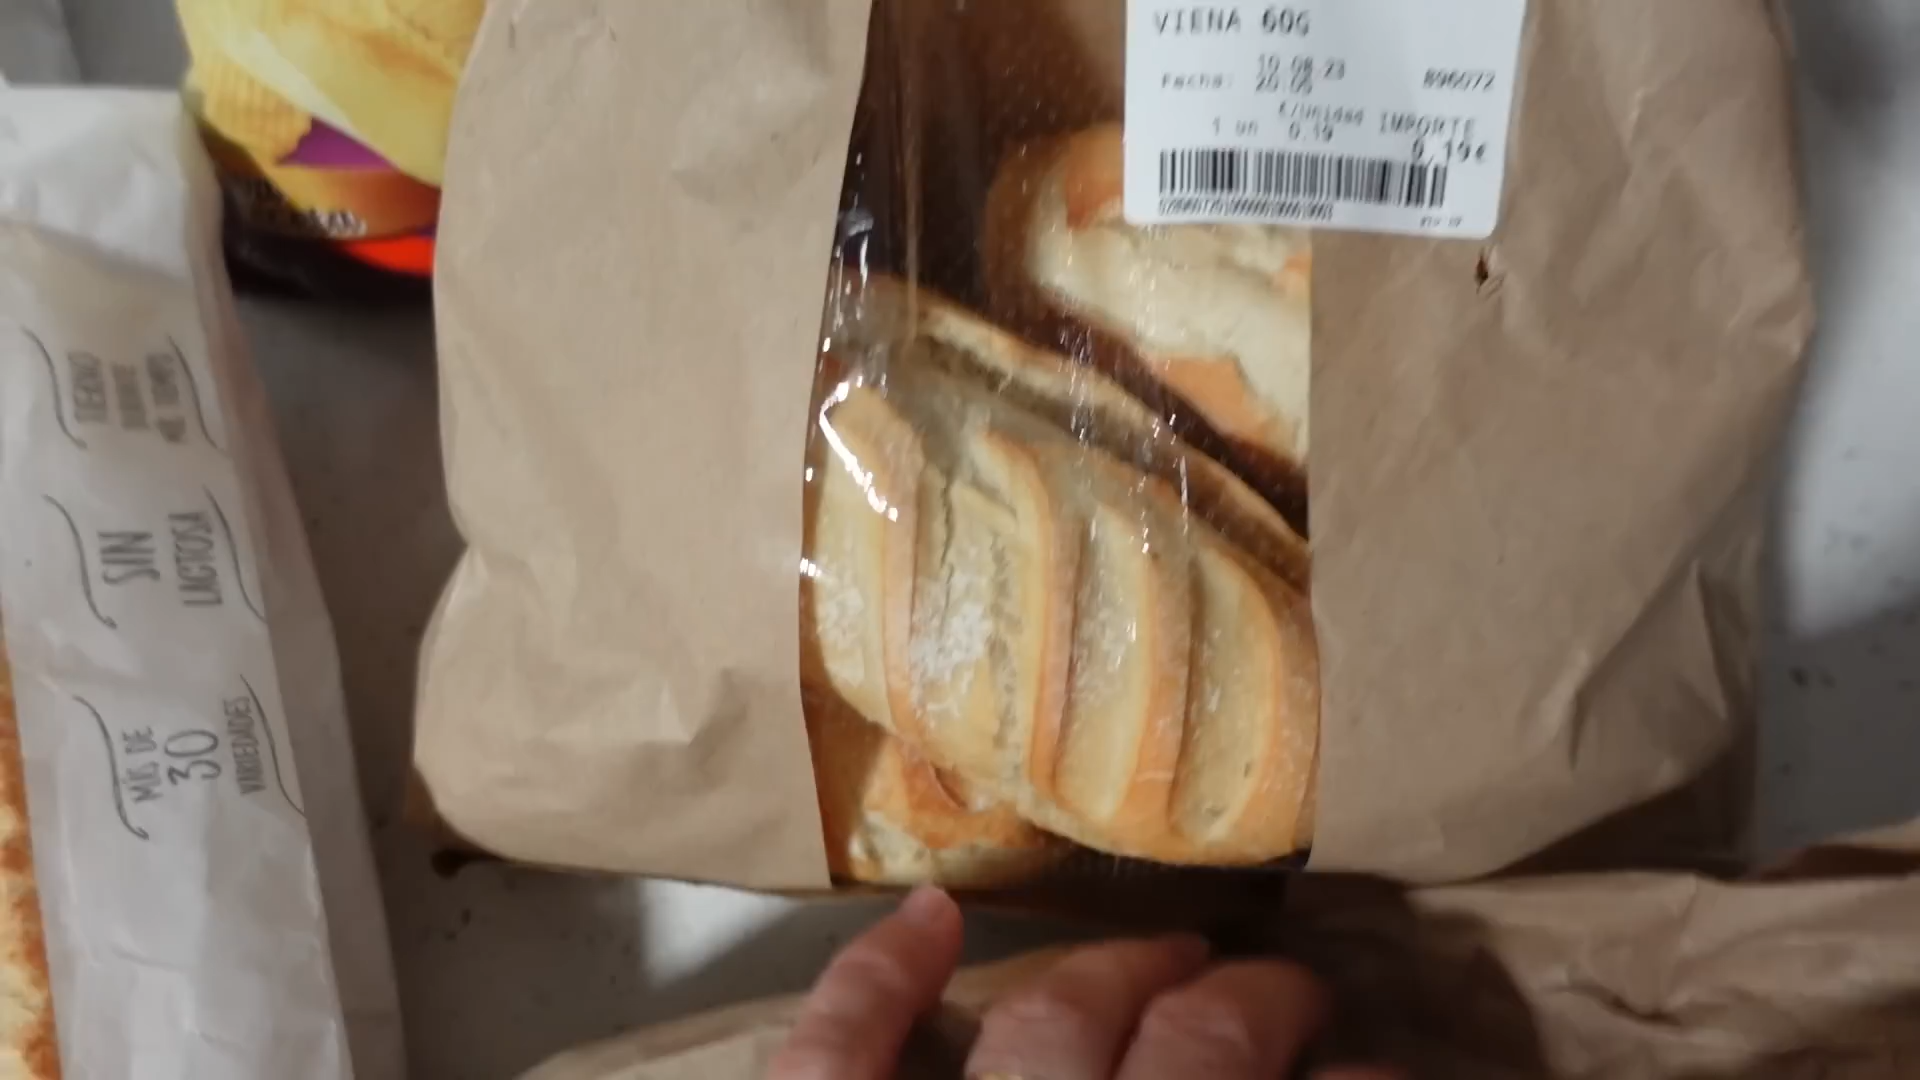 VIENA 60G
10.08.23
Fecha: 20:05 896072
€/Unidad IMPORTE
1 un 0.19
0,19€
TIERNO
DURANTE
MÁS TIEMPO
SIN
LACTOSA
MÁS DE
30
VARIEDADES